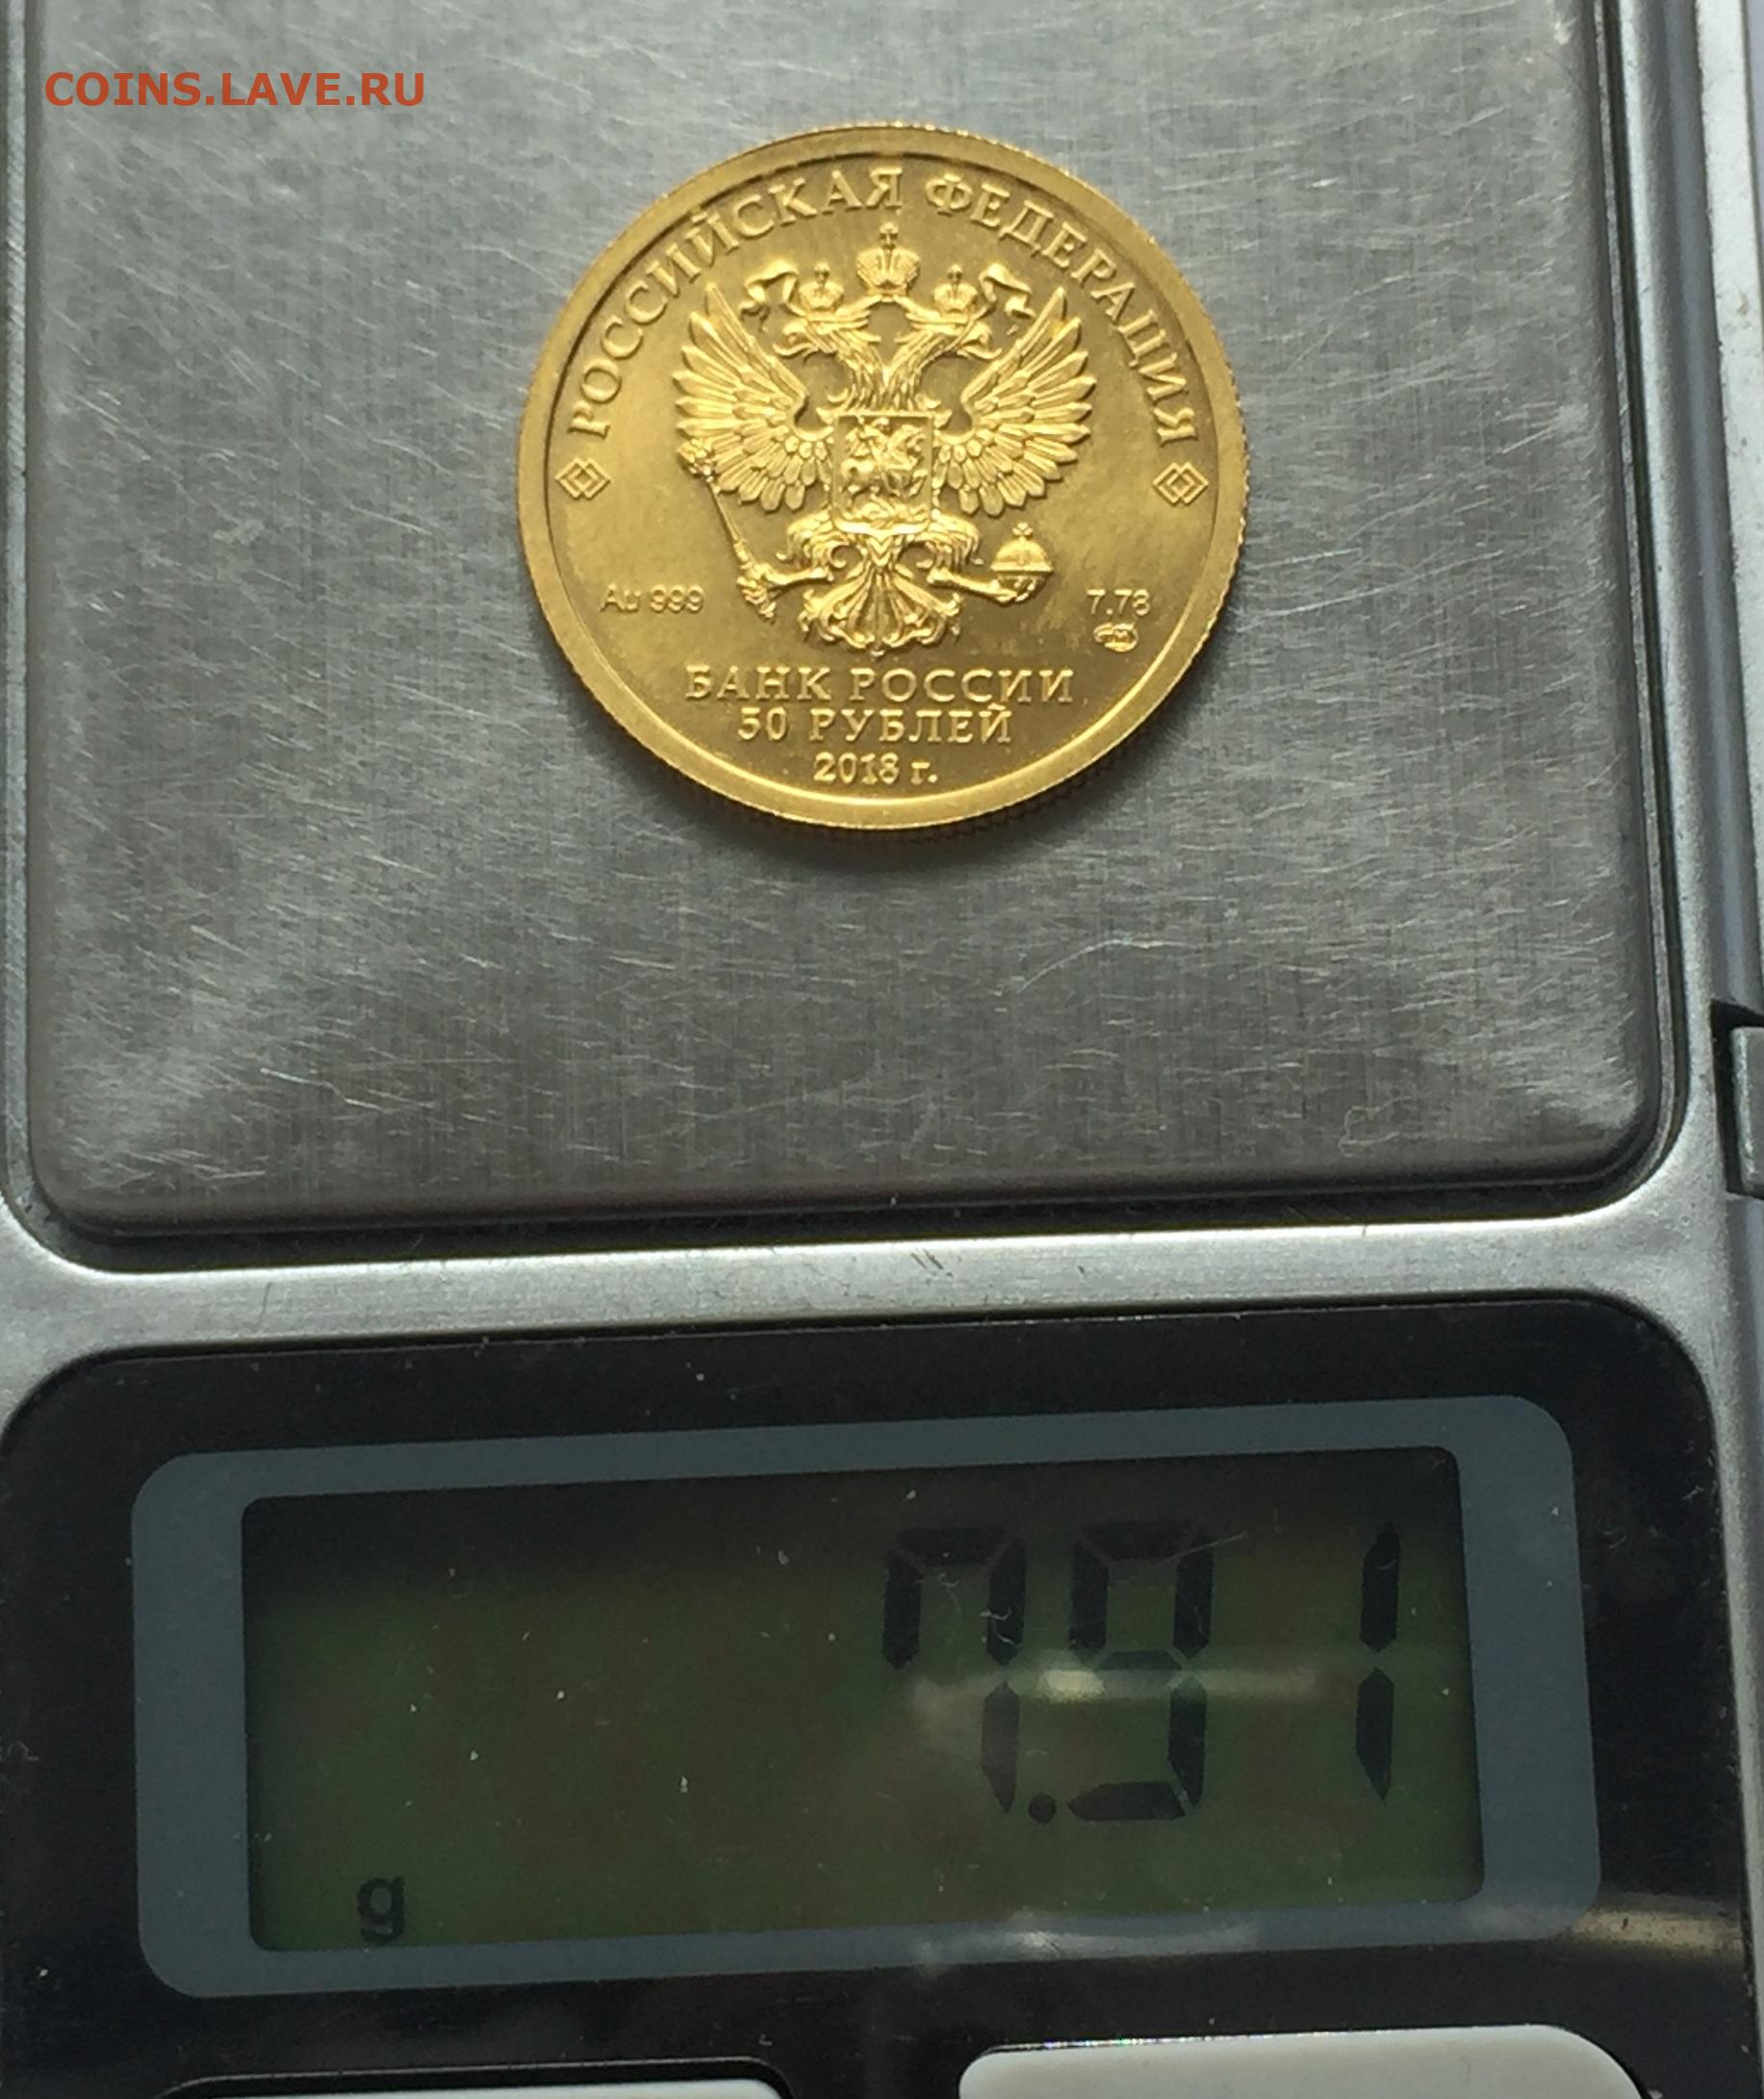 COINS.LAVE.RU
РОССИЙСКАЯ ФЕДЕРАЦИЯ
Au 999
7.78
БАНК РОССИИ
50 РУБЛЕЙ
2018 г.
7.91
g